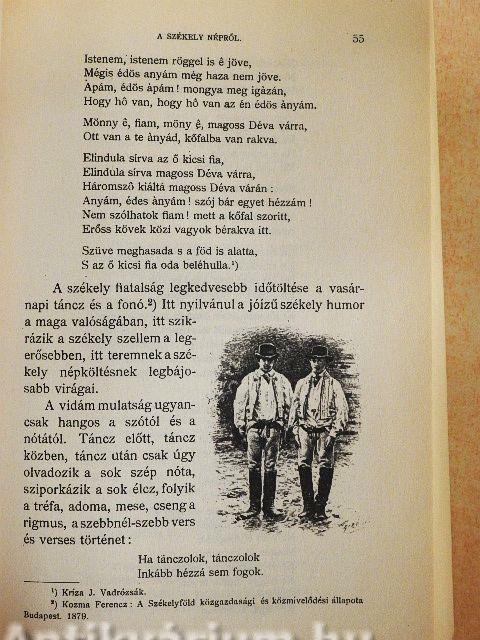 A SZÉKELY NÉPRŐL. 55
Istenem, istenem röggel is ê jöve,
Mégis édös anyám még haza nem jöve.
Àpám, édös àpám! mongya meg igàzán,
Hogy hô van, hogy hô van az én édös ànyám.
Mönny ê, fiam, möny ê, magoss Déva várra,
Ott van a te ànyád, kőfalba van rakva.
Elindula sírva az ő kicsi fia,
Elindula sírva magoss Déva várra,
Háromszô kiáltá magoss Déva várán:
Anyám, édes ànyám! szój bár egyet hézzám!
Nem szólhatok fiam! mett a kőfal szoritt,
Erőss kövek közi vagyok bérakva itt.
Szüve meghasada s a föd is alatta,
S az ő kicsi fia oda beléhulla.¹)
A székely fiatalság legkedvesebb időtöltése a vasár-
napi táncz és a fonó.²) Itt nyilvánul a jóízű székely humor
a maga valóságában, itt szik-
rázik a székely szellem a leg-
erősebben, itt teremnek a szé-
kely népköltésnek legbájo-
sabb virágai.
A vidám mulatság ugyan-
csak hangos a szótól és a
nótától. Táncz előtt, táncz
közben, táncz után csak úgy
olvadozik a sok szép nóta,
sziporkázik a sok élcz, folyik
a tréfa, adoma, mese, cseng a
rigmus, a szebbnél-szebb vers
és verses történet:
Ha tánczolok, tánczolok
Inkább hézzá sem fogok.
¹) Kriza J. Vadrózsák.
²) Kozma Ferencz: A Székelyföld közgazdasági és közmivelődési állapota
Budapest. 1879.
Antikvárium.hu